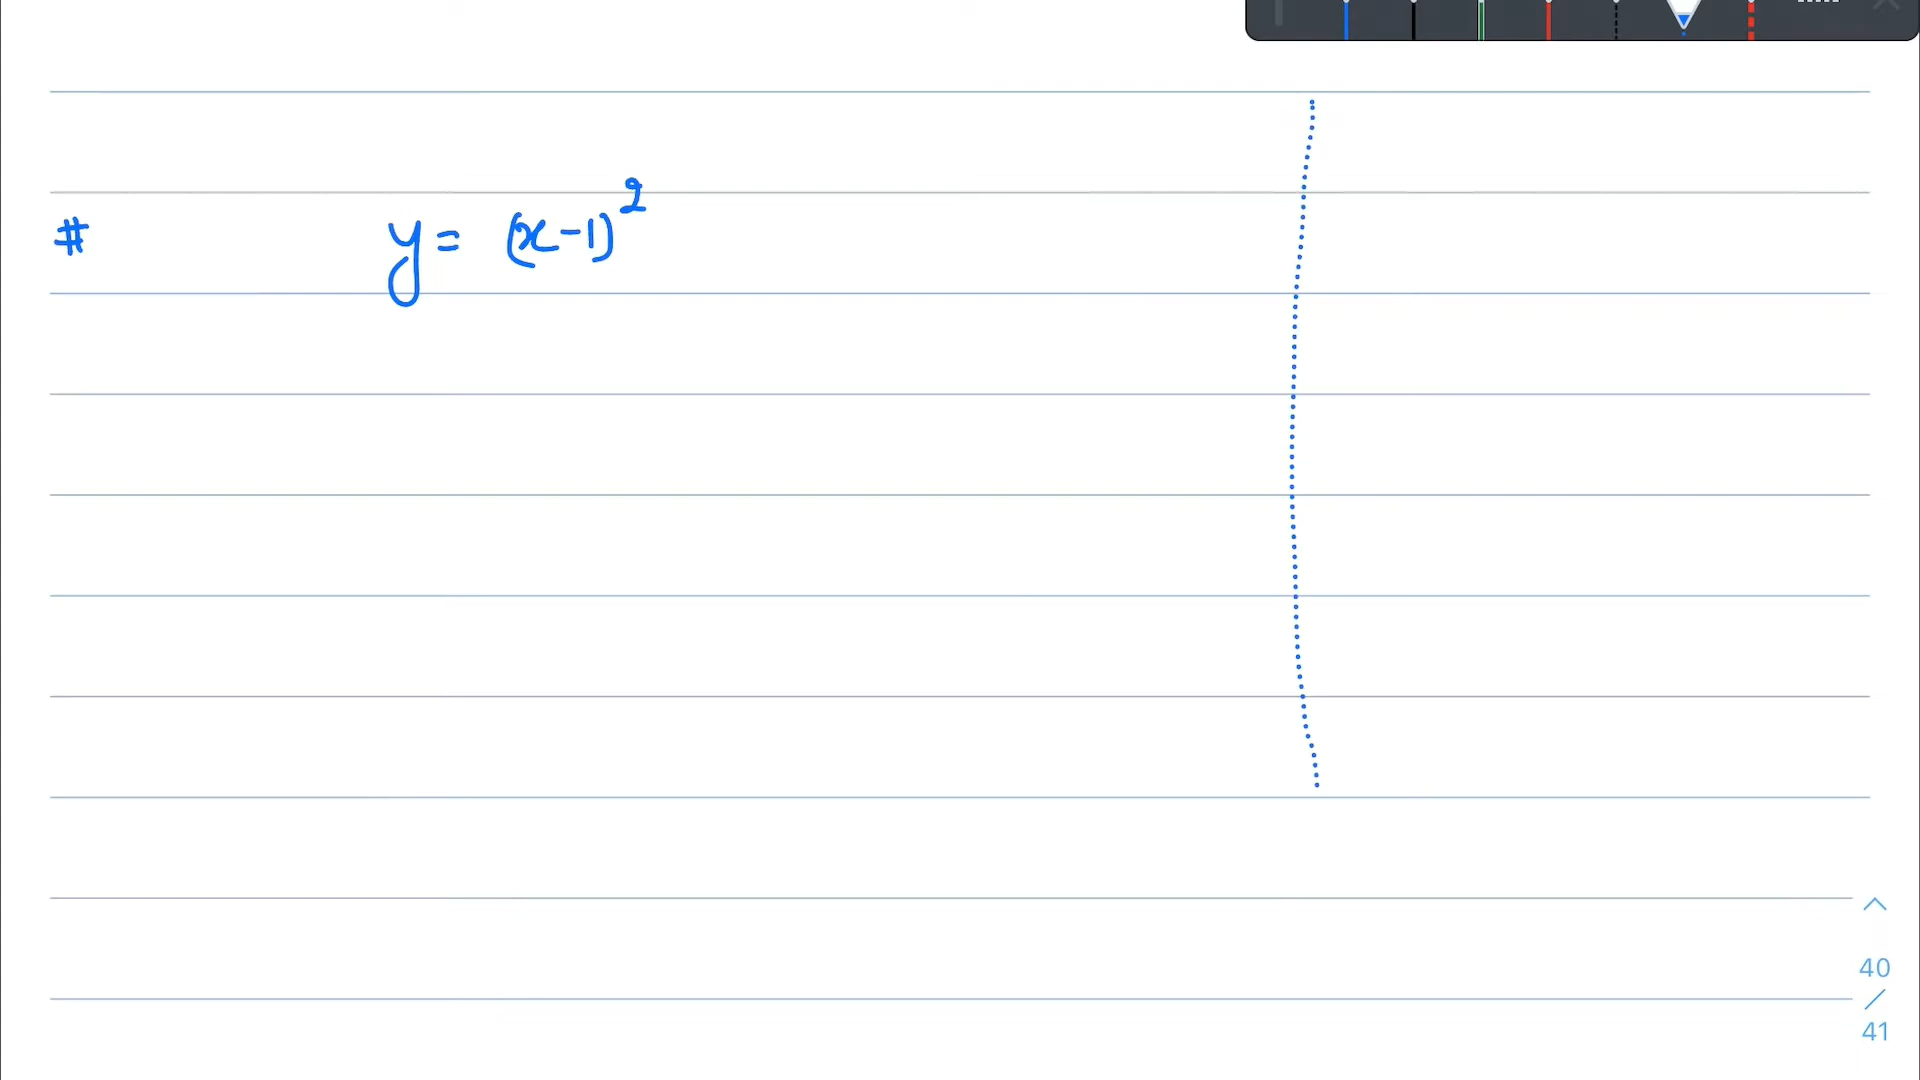 # y = (x-1)²
40
/
41